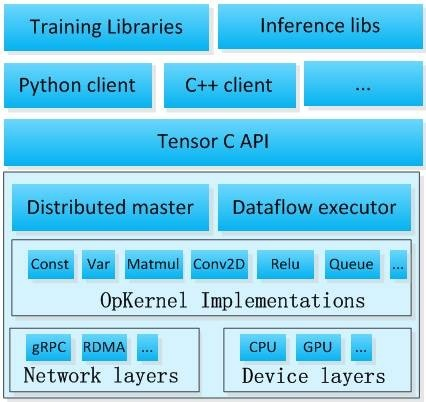 Training Libraries
Inference libs
Python client
C++ client
...
Tensor C API
Distributed master
Dataflow executor
Const
Var
Matmul
Conv2D
Relu
Queue
...
OpKernel Implementations
gRPC
RDMA
...
Network layers
CPU
GPU
...
Device layers